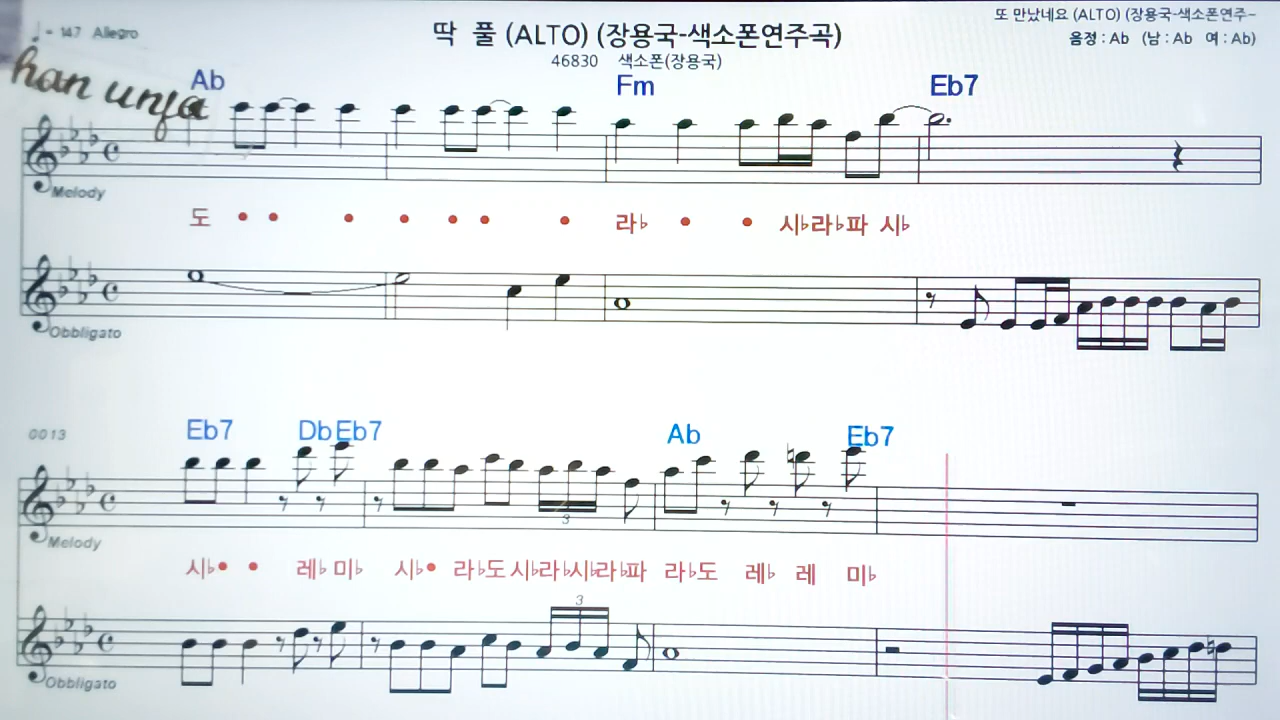 ♩ = 147 Allegro
딱 풀 (ALTO) (장용국-색소폰연주곡)
또 만났네요 (ALTO) (장용국-색소폰연주~
음정 : Ab (남 : Ab 여 : Ab)
46830 색소폰(장용국)
han unja
Ab Fm Eb7
Melody
도 • • • • • • • 라♭ • • 시♭라♭파 시♭
Obbligato
0013
Eb7 Db Eb7 Ab Eb7
3
Melody
시♭• • 레♭ 미♭ 시♭• 라♭도 시♭라♭시♭라♭파 라♭도 레♭ 레 미♭
3
Obbligato